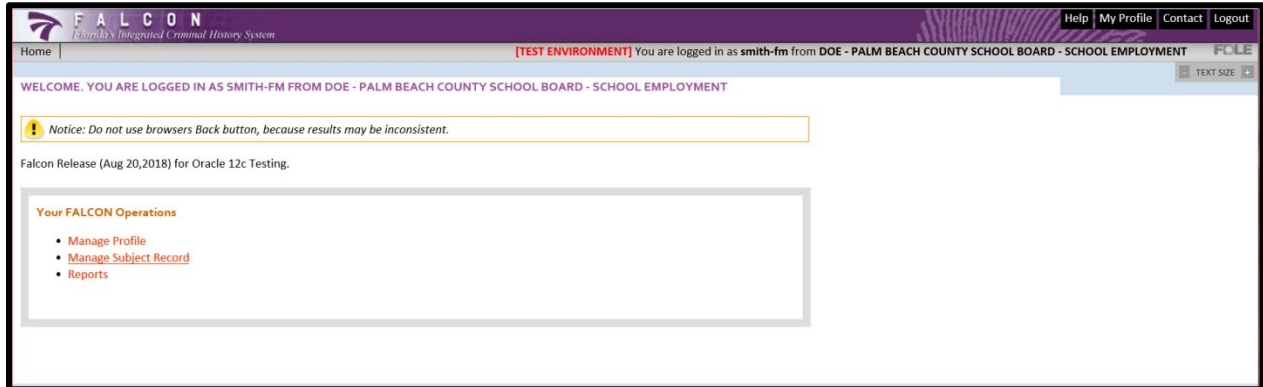 FALCON
Florida's Integrated Criminal History System
Help My Profile Contact Logout
Home
[TEST ENVIRONMENT] You are logged in as smith-fm from DOE - PALM BEACH COUNTY SCHOOL BOARD - SCHOOL EMPLOYMENT FDLE
- TEXT SIZE +
WELCOME. YOU ARE LOGGED IN AS SMITH-FM FROM DOE - PALM BEACH COUNTY SCHOOL BOARD - SCHOOL EMPLOYMENT
! Notice: Do not use browsers Back button, because results may be inconsistent.
Falcon Release (Aug 20,2018) for Oracle 12c Testing.
Your FALCON Operations
• Manage Profile
• Manage Subject Record
• Reports